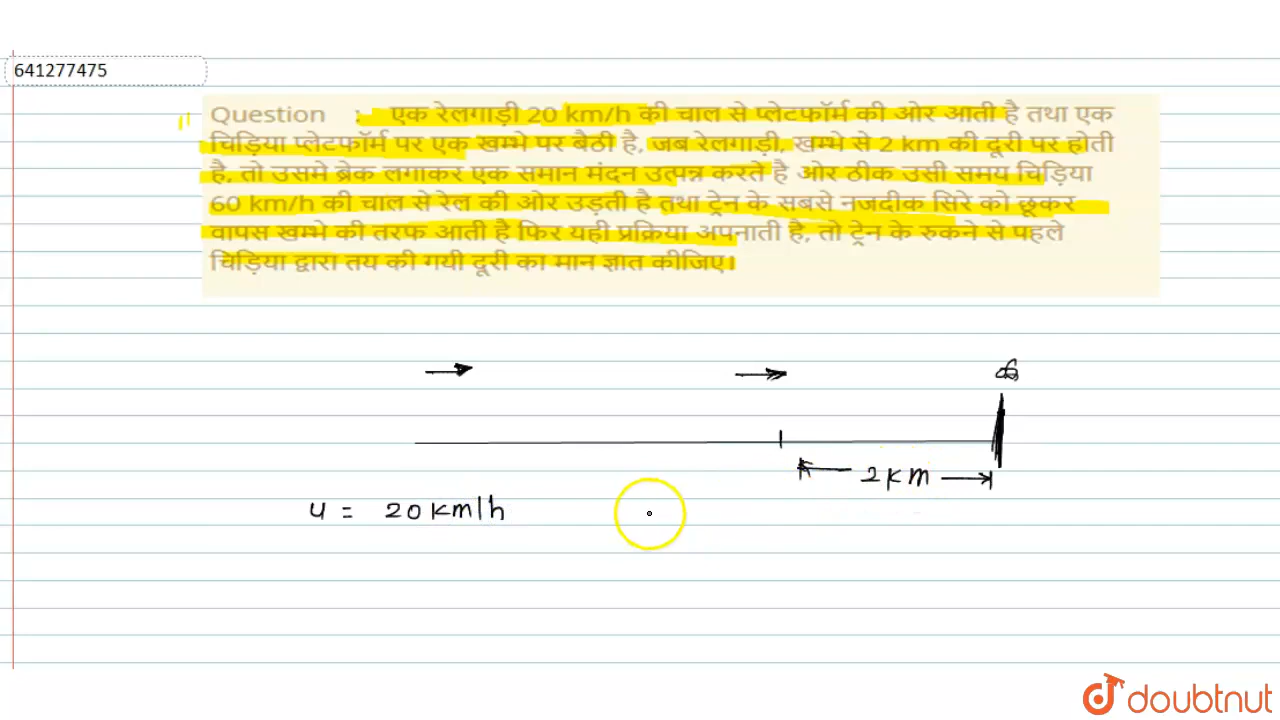 641277475
Question : एक रेलगाड़ी 20 km/h की चाल से प्लेटफॉर्म की ओर आती है तथा एक
चिड़िया प्लेटफॉर्म पर एक खम्भे पर बैठी है, जब रेलगाड़ी, खम्भे से 2 km की दूरी पर होती
है, तो उसमे ब्रेक लगाकर एक समान मंदन उत्पन्न करते है ओर ठीक उसी समय चिड़िया
60 km/h की चाल से रेल की ओर उड़ती है तथा ट्रेन के सबसे नजदीक सिरे को छूकर
वापस खम्भे की तरफ आती है फिर यही प्रक्रिया अपनाती है, तो ट्रेन के रुकने से पहले
चिड़िया द्वारा तय की गयी दूरी का मान ज्ञात कीजिए।
2km
u = 20km/h
doubtnut